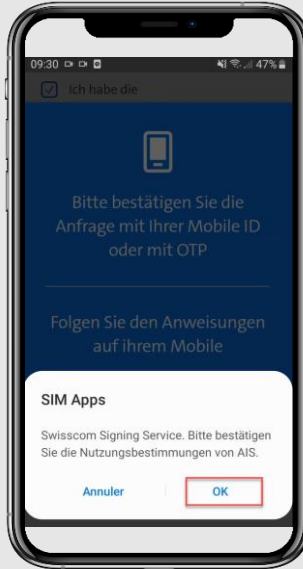 09:30
47%
Ich habe die
Bitte bestätigen Sie die
Anfrage mit Ihrer Mobile ID
oder mit OTP
Folgen Sie den Anweisungen
auf ihrem Mobile
SIM Apps
Swisscom Signing Service. Bitte bestätigen
Sie die Nutzungsbestimmungen von AIS.
Annuler OK